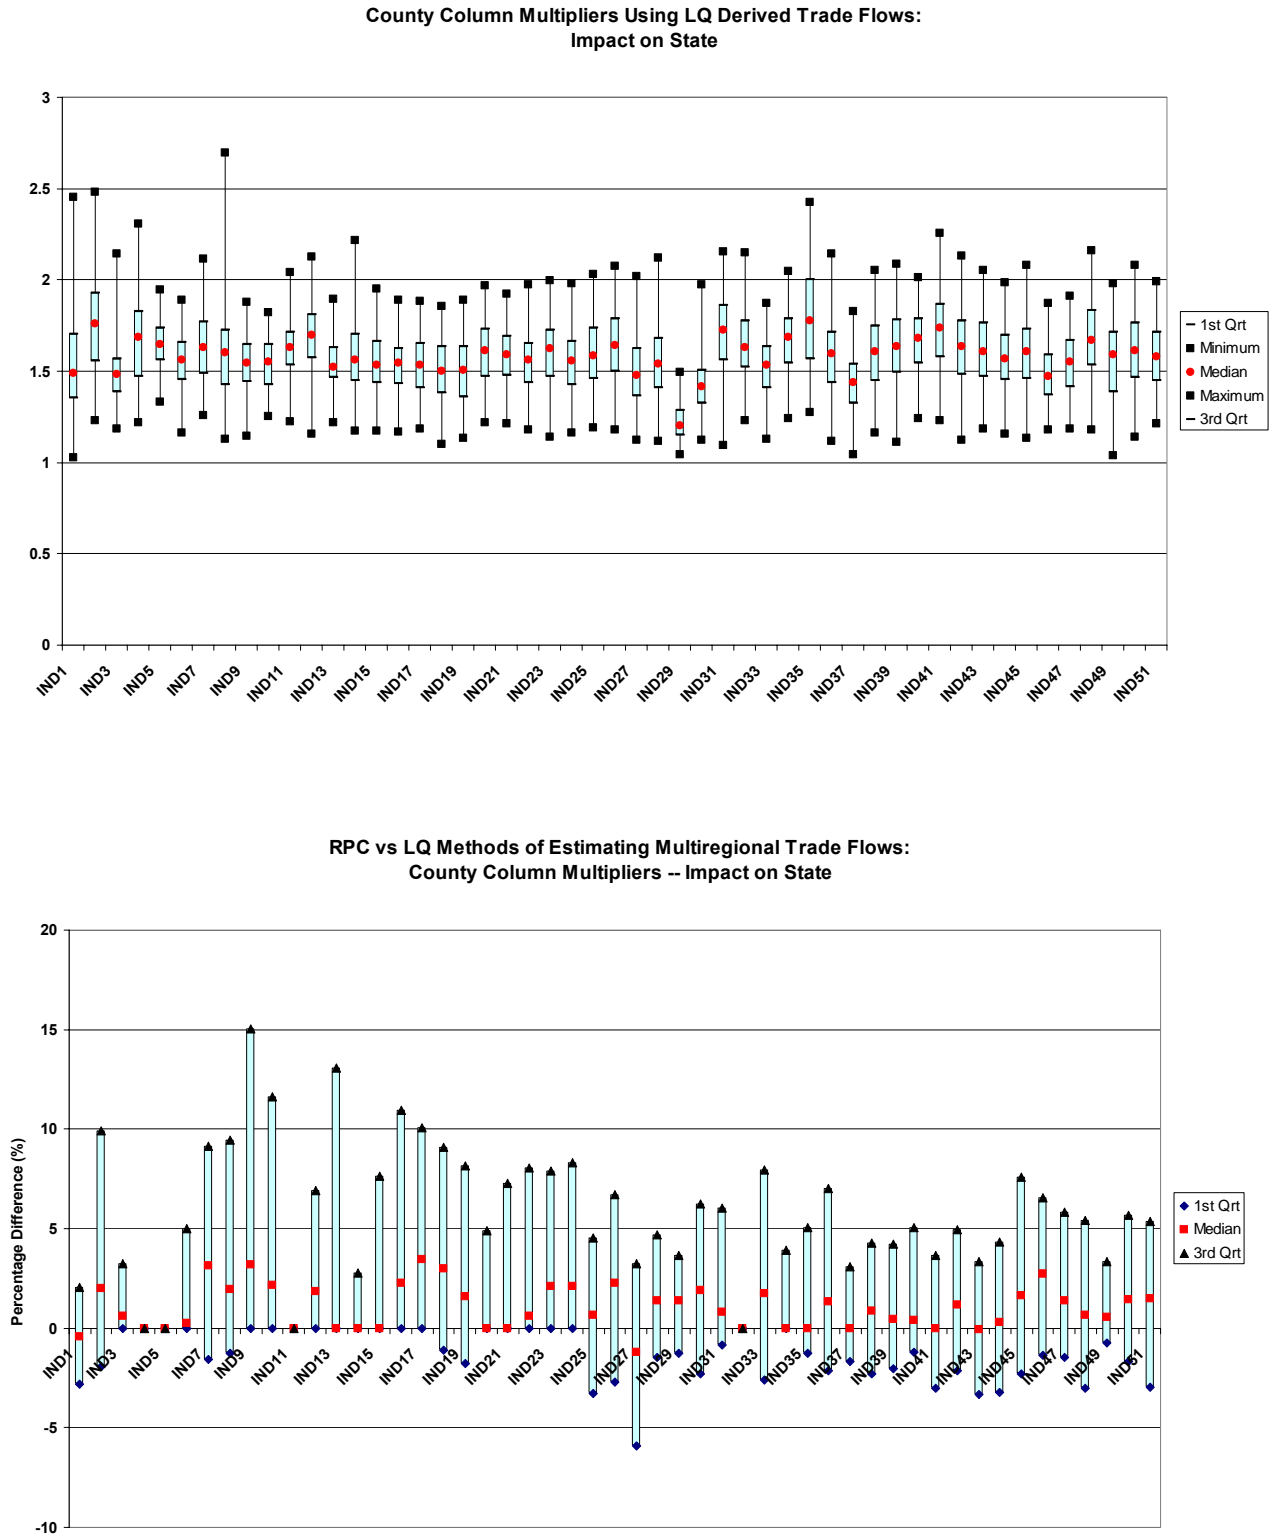 County Column Multipliers Using LQ Derived Trade Flows:
Impact on State
3
2.5
2
1.5
1
0.5
0
IND1 IND3 IND5 IND7 IND9 IND11 IND13 IND15 IND17 IND19 IND21 IND23 IND25 IND27 IND29 IND31 IND33 IND35 IND37 IND39 IND41 IND43 IND45 IND47 IND49 IND51
1st Qrt
Minimum
Median
Maximum
3rd Qrt
RPC vs LQ Methods of Estimating Multiregional Trade Flows:
County Column Multipliers -- Impact on State
Percentage Difference (%)
20
15
10
5
0
-5
-10
IND1 IND3 IND5 IND7 IND9 IND11 IND13 IND15 IND17 IND19 IND21 IND23 IND25 IND27 IND29 IND31 IND33 IND35 IND37 IND39 IND41 IND43 IND45 IND47 IND49 IND51
1st Qrt
Median
3rd Qrt